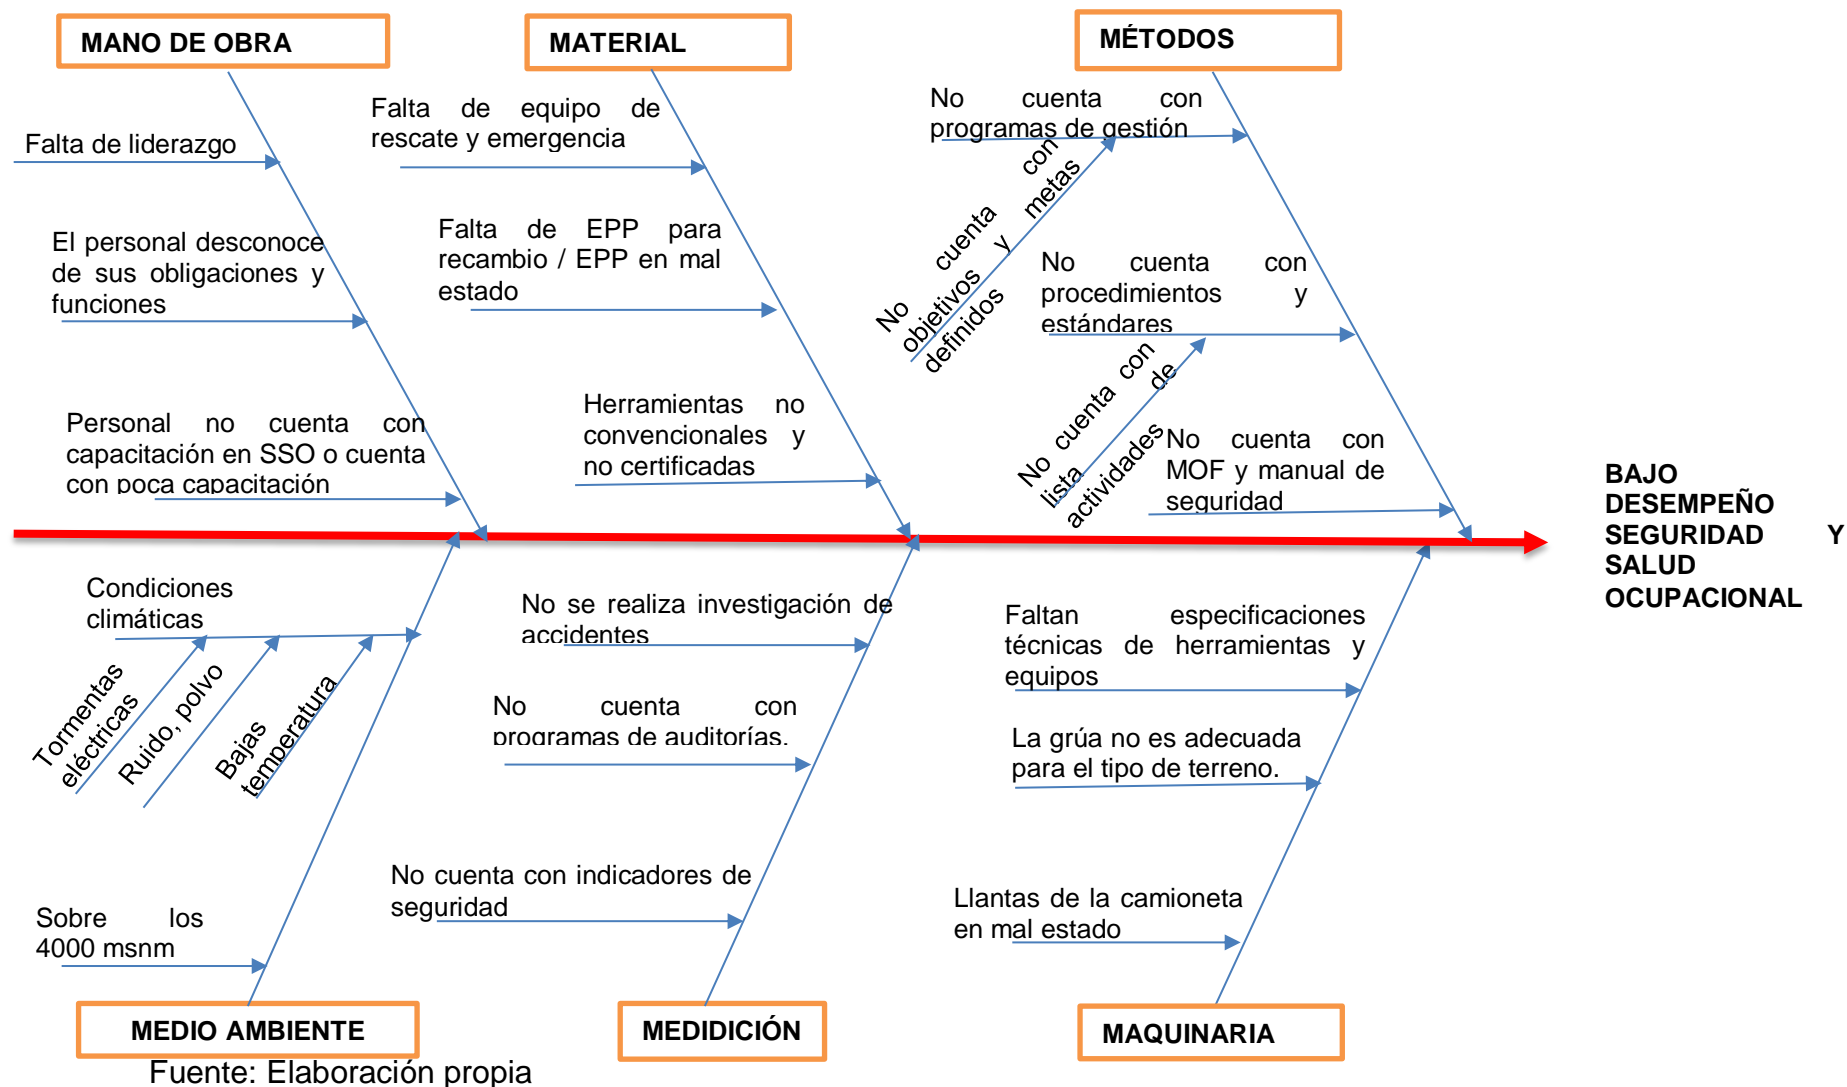 MANO DE OBRA
MATERIAL
MÉTODOS
Falta de liderazgo
El personal desconoce
de sus obligaciones y
funciones
Personal no cuenta con
capacitación en SSO o cuenta
con poca capacitación
Falta de equipo de
rescate y emergencia
Falta de EPP para
recambio / EPP en mal
estado
Herramientas no
convencionales y
no certificadas
No cuenta con
programas de gestión
No cuenta con
objetivos y metas
definidos
No cuenta con
procedimientos y
estándares
No cuenta con
lista de
actividades
No cuenta con
MOF y manual de
seguridad
BAJO
DESEMPEÑO
SEGURIDAD Y
SALUD
OCUPACIONAL
Condiciones
climáticas
Tormentas
eléctricas
Ruido, polvo
Bajas
temperatura
Sobre los
4000 msnm
No se realiza investigación de
accidentes
No cuenta con
programas de auditorías.
No cuenta con indicadores de
seguridad
Faltan especificaciones
técnicas de herramientas y
equipos
La grúa no es adecuada
para el tipo de terreno.
Llantas de la camioneta
en mal estado
MEDIO AMBIENTE
MEDIDICIÓN
MAQUINARIA
Fuente: Elaboración propia